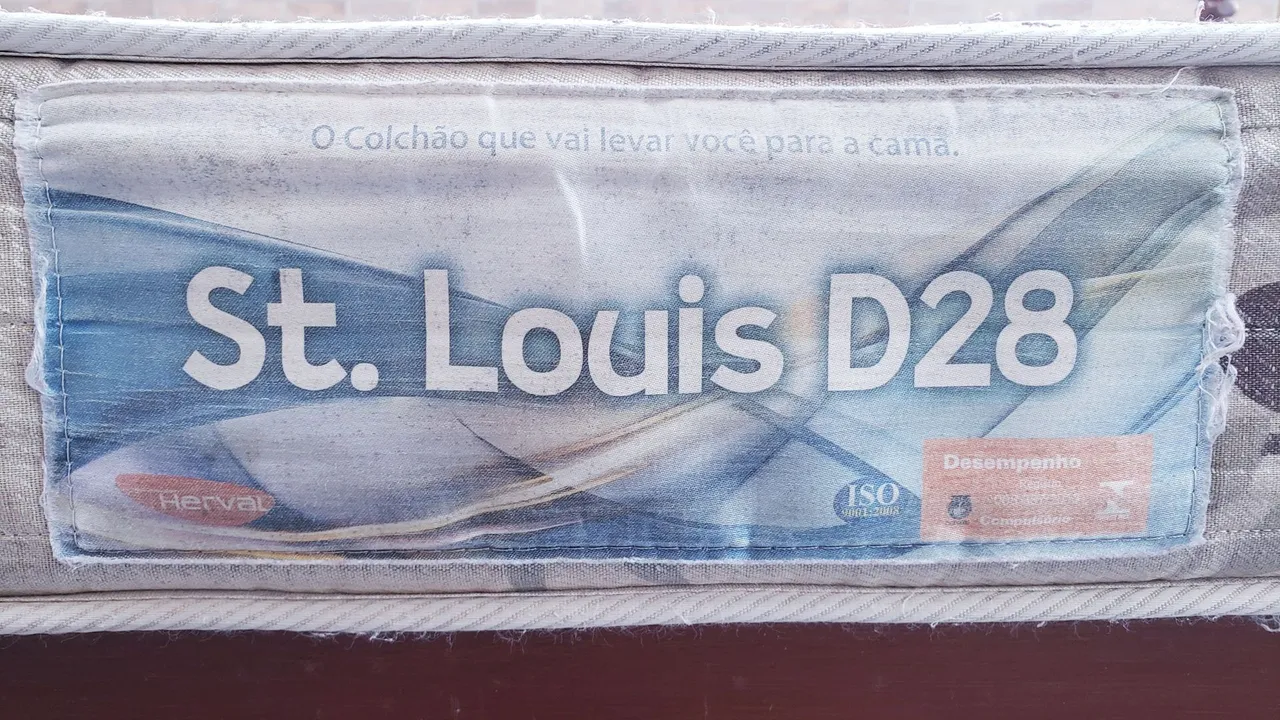 O Colchão que vai levar você para a cama.
St. Louis D28
Herval
ISO
9001:2008
Desempenho
Compulsório